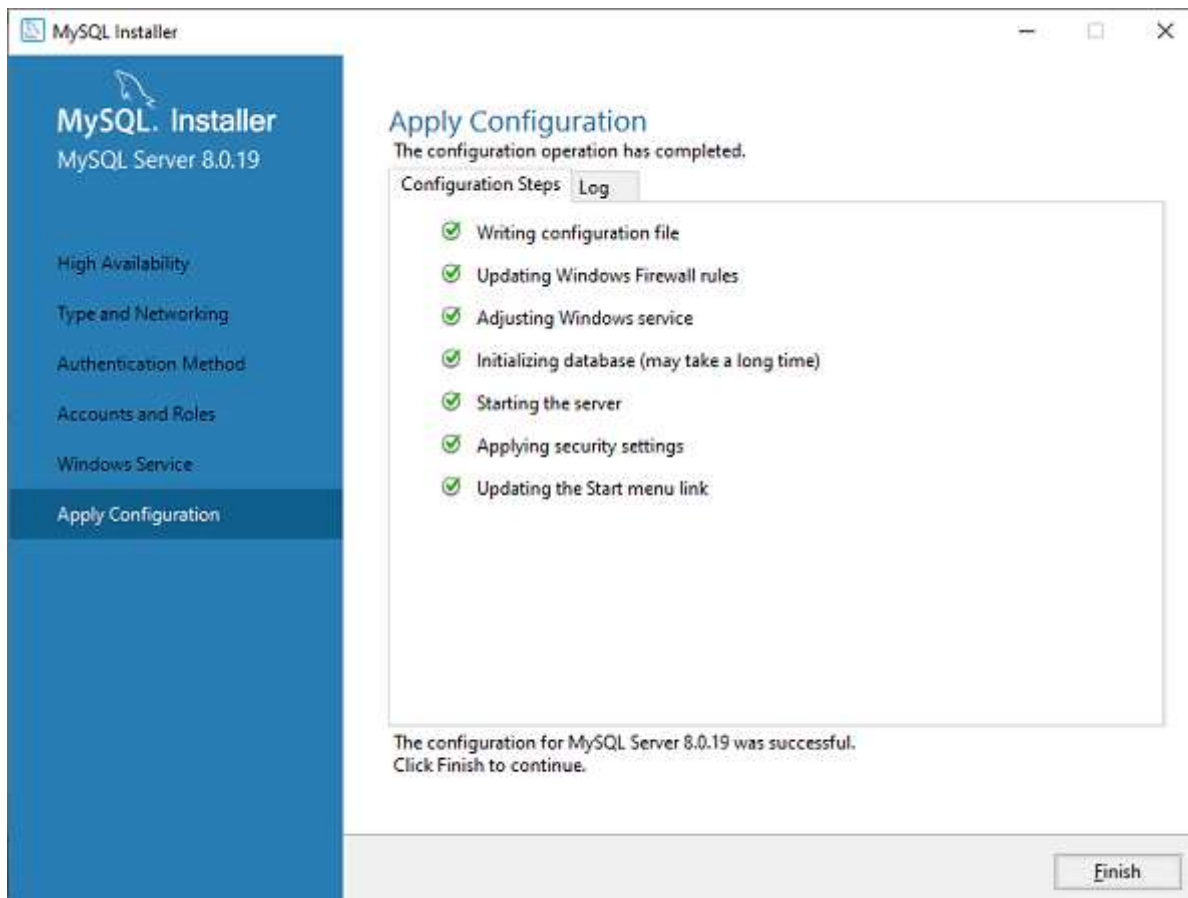 MySQL Installer
MySQL. Installer
MySQL Server 8.0.19
High Availability
Type and Networking
Authentication Method
Accounts and Roles
Windows Service
Apply Configuration
Apply Configuration
The configuration operation has completed.
Configuration Steps
Log
Writing configuration file
Updating Windows Firewall rules
Adjusting Windows service
Initializing database (may take a long time)
Starting the server
Applying security settings
Updating the Start menu link
The configuration for MySQL Server 8.0.19 was successful.
Click Finish to continue.
Finish